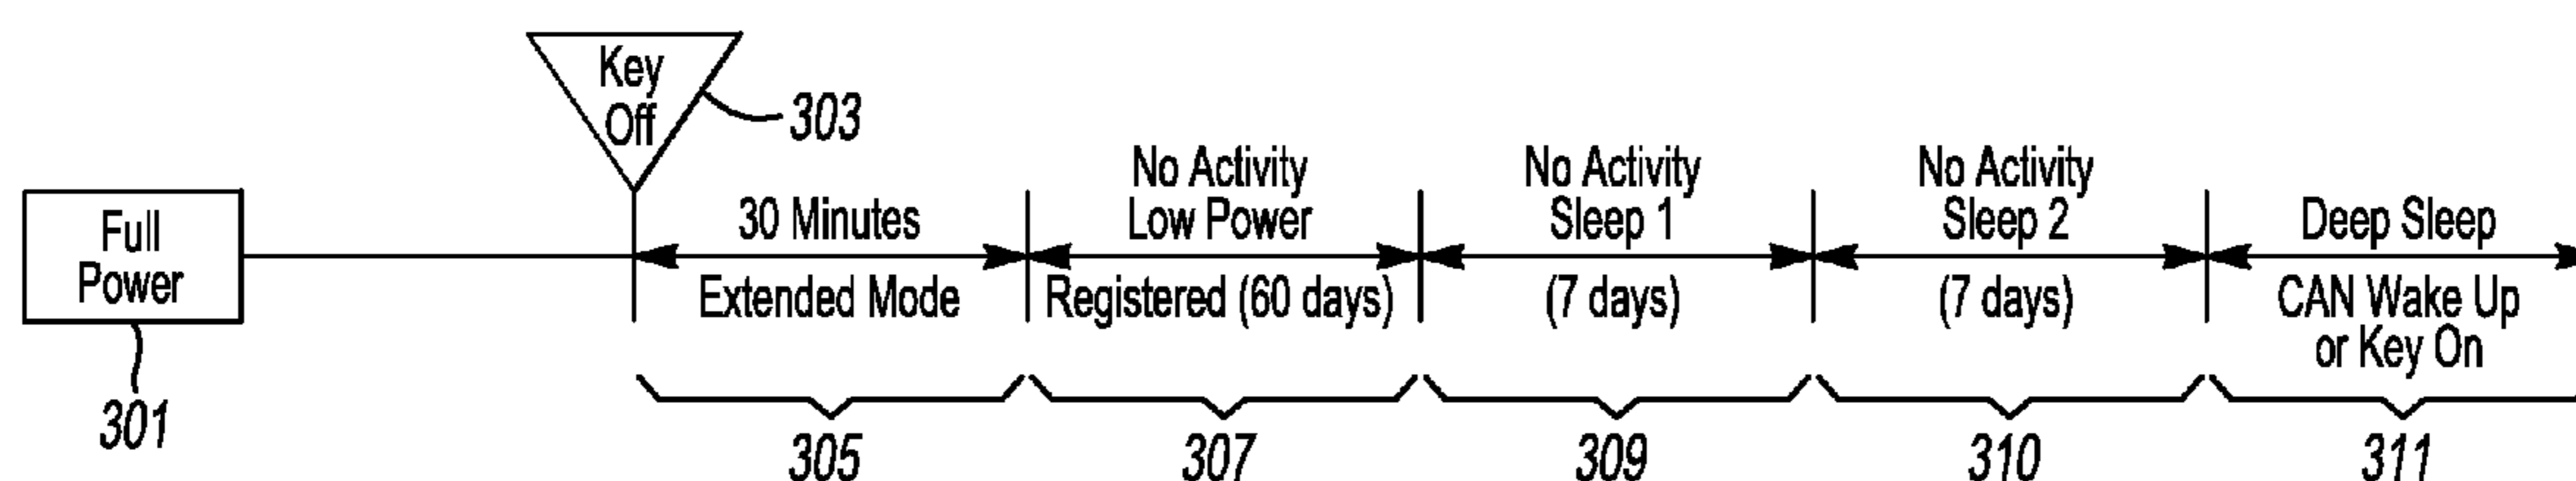 Key
Off
303
Full
Power
301
30 Minutes
Extended Mode
305
No Activity
Low Power
Registered (60 days)
307
No Activity
Sleep 1
(7 days)
309
No Activity
Sleep 2
(7 days)
310
Deep Sleep
CAN Wake Up
or Key On
311